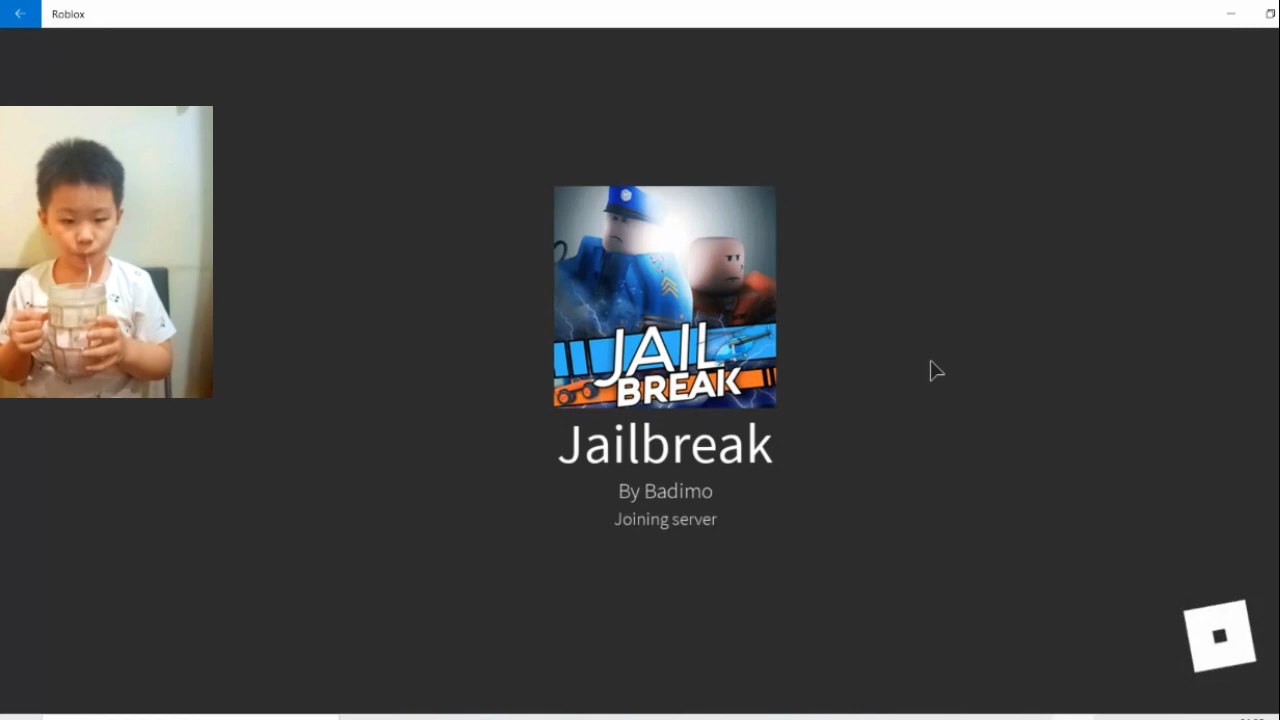 Roblox
JAIL
BREAK
Jailbreak
By Badimo
Joining server